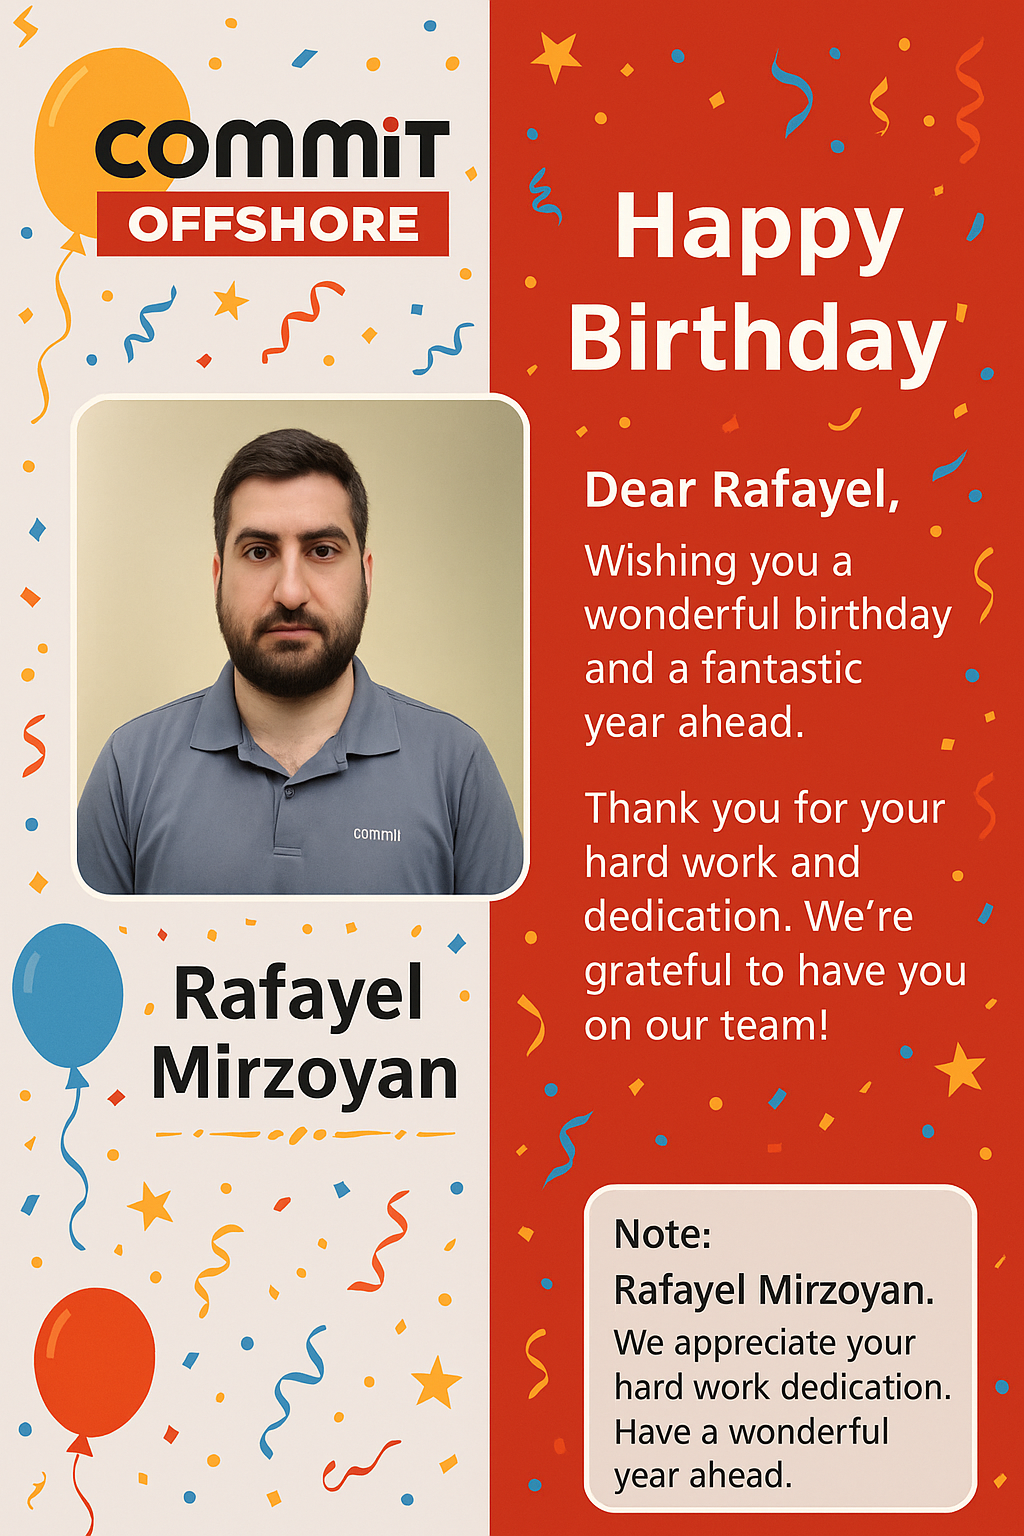 COMMiT
OFFSHORE
commit
Rafayel
Mirzoyan
Happy
Birthday
Dear Rafayel,
Wishing you a
wonderful birthday
and a fantastic
year ahead.
Thank you for your
hard work and
dedication. We’re
grateful to have you
on our team!
Note:
Rafayel Mirzoyan.
We appreciate your
hard work dedication.
Have a wonderful
year ahead.